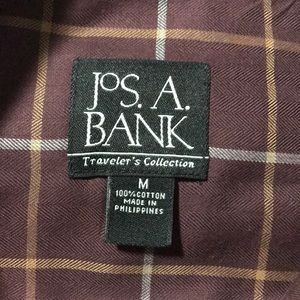 JOS. A.
BANK
Traveler's Collection
M
100% COTTON
MADE IN
PHILIPPINES